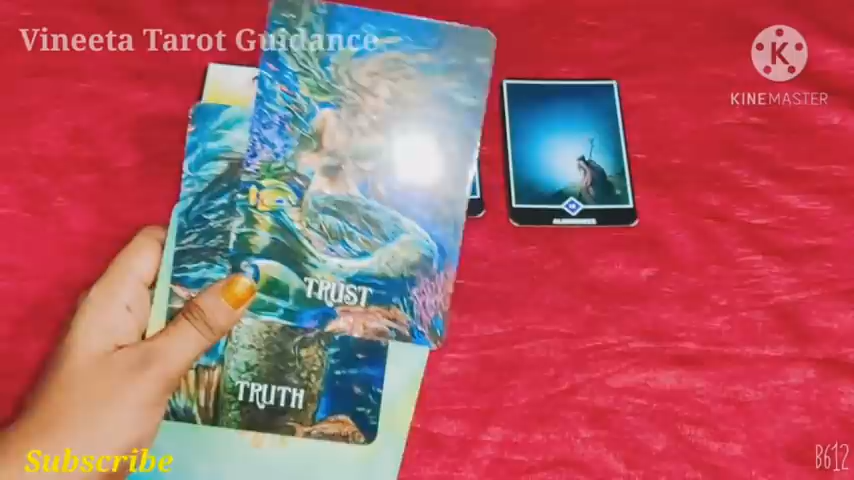 Vineeta Tarot Guidance
K
KINEMASTER
TRUST
TRUTH
Subscribe
B612